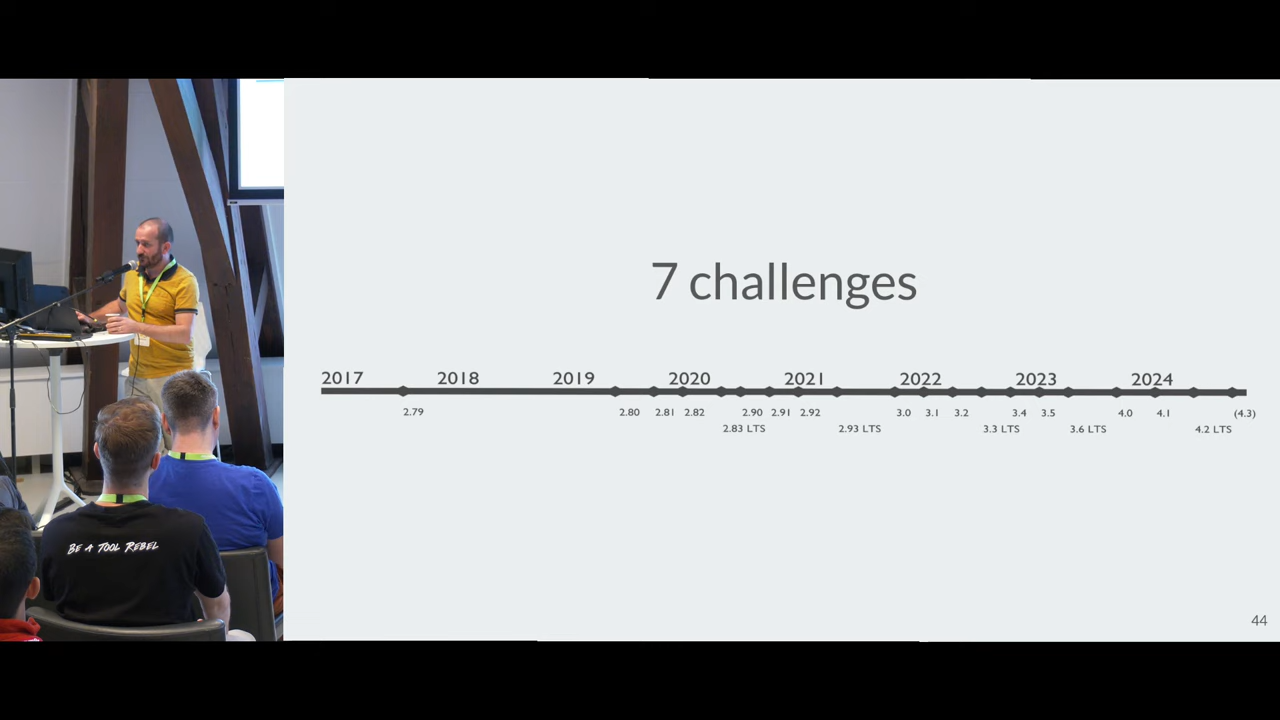 7 challenges
2017 2018 2019 2020 2021 2022 2023 2024
2.79 2.80 2.81 2.82 2.90 2.91 2.92 3.0 3.1 3.2 3.4 3.5 4.0 4.1 (4.3)
2.83 LTS 2.93 LTS 3.3 LTS 3.6 LTS 4.2 LTS
BE A TOOL REBEL
44